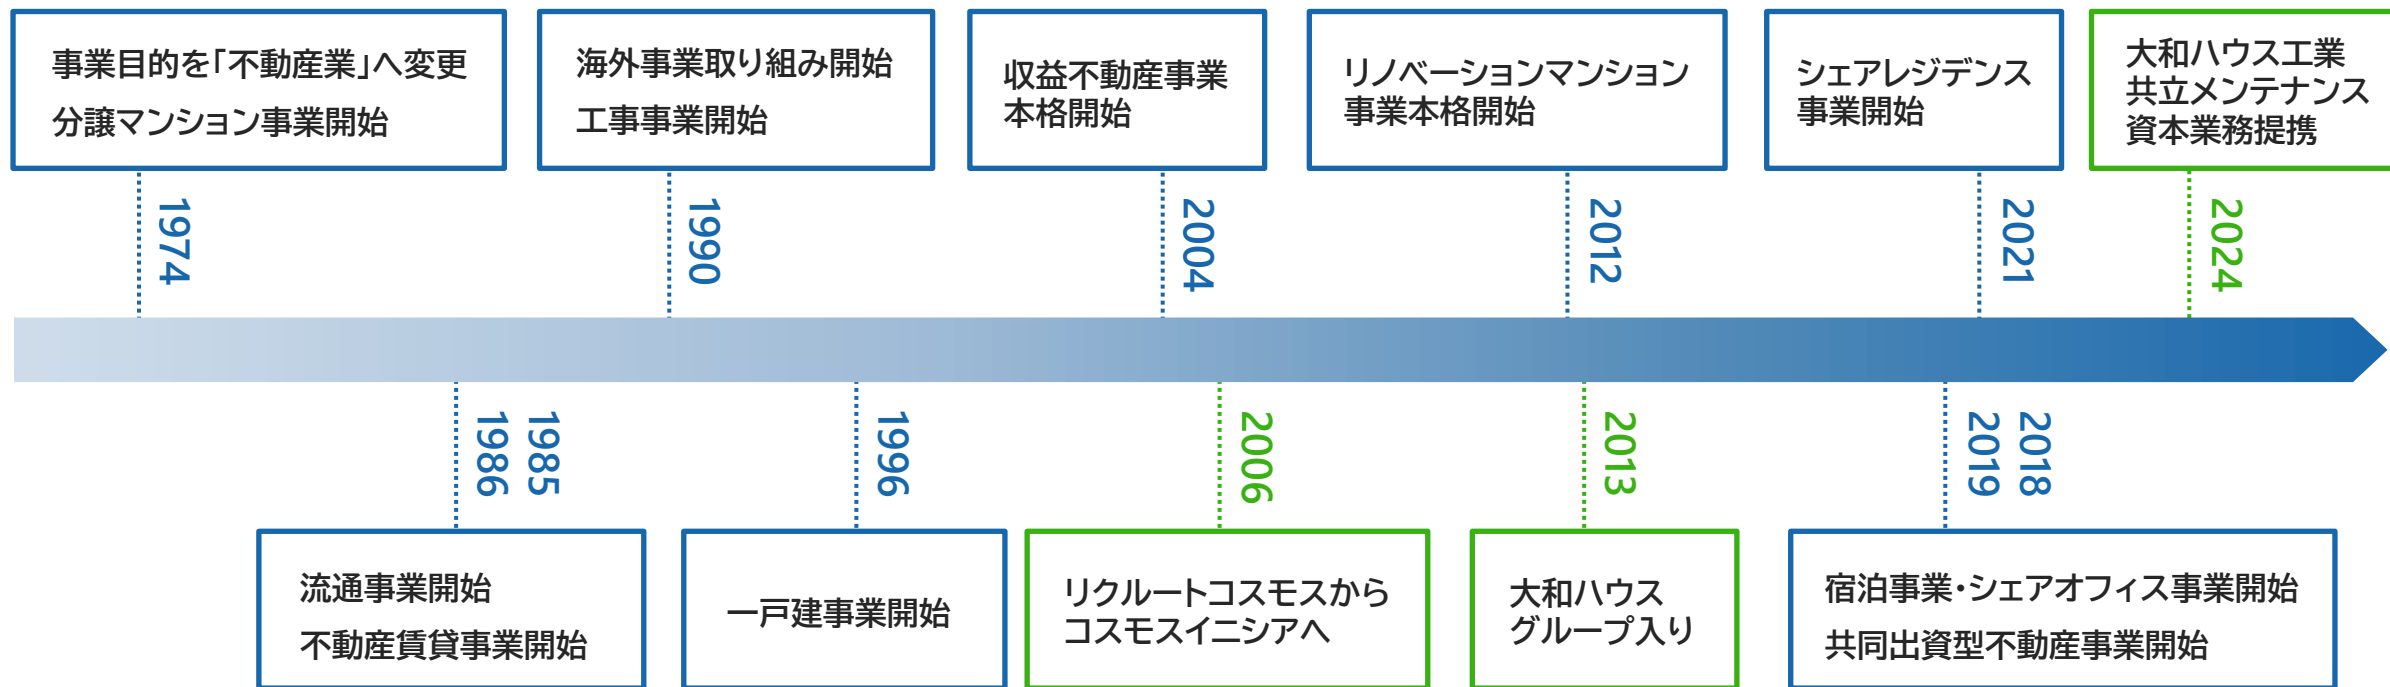 事業目的を「不動産業」へ変更
分譲マンション事業開始
海外事業取り組み開始
工事事業開始
収益不動産事業
本格開始
リノベーションマンション
事業本格開始
シェアレジデンス
事業開始
大和ハウス工業
共立メンテナンス
資本業務提携
1974
1990
2004
2012
2021
2024
1985
1986
1996
2006
2013
2018
2019
流通事業開始
不動産賃貸事業開始
一戸建事業開始
リクルートコスモスから
コスモスイニシアへ
大和ハウス
グループ入り
宿泊事業・シェアオフィス事業開始
共同出資型不動産事業開始